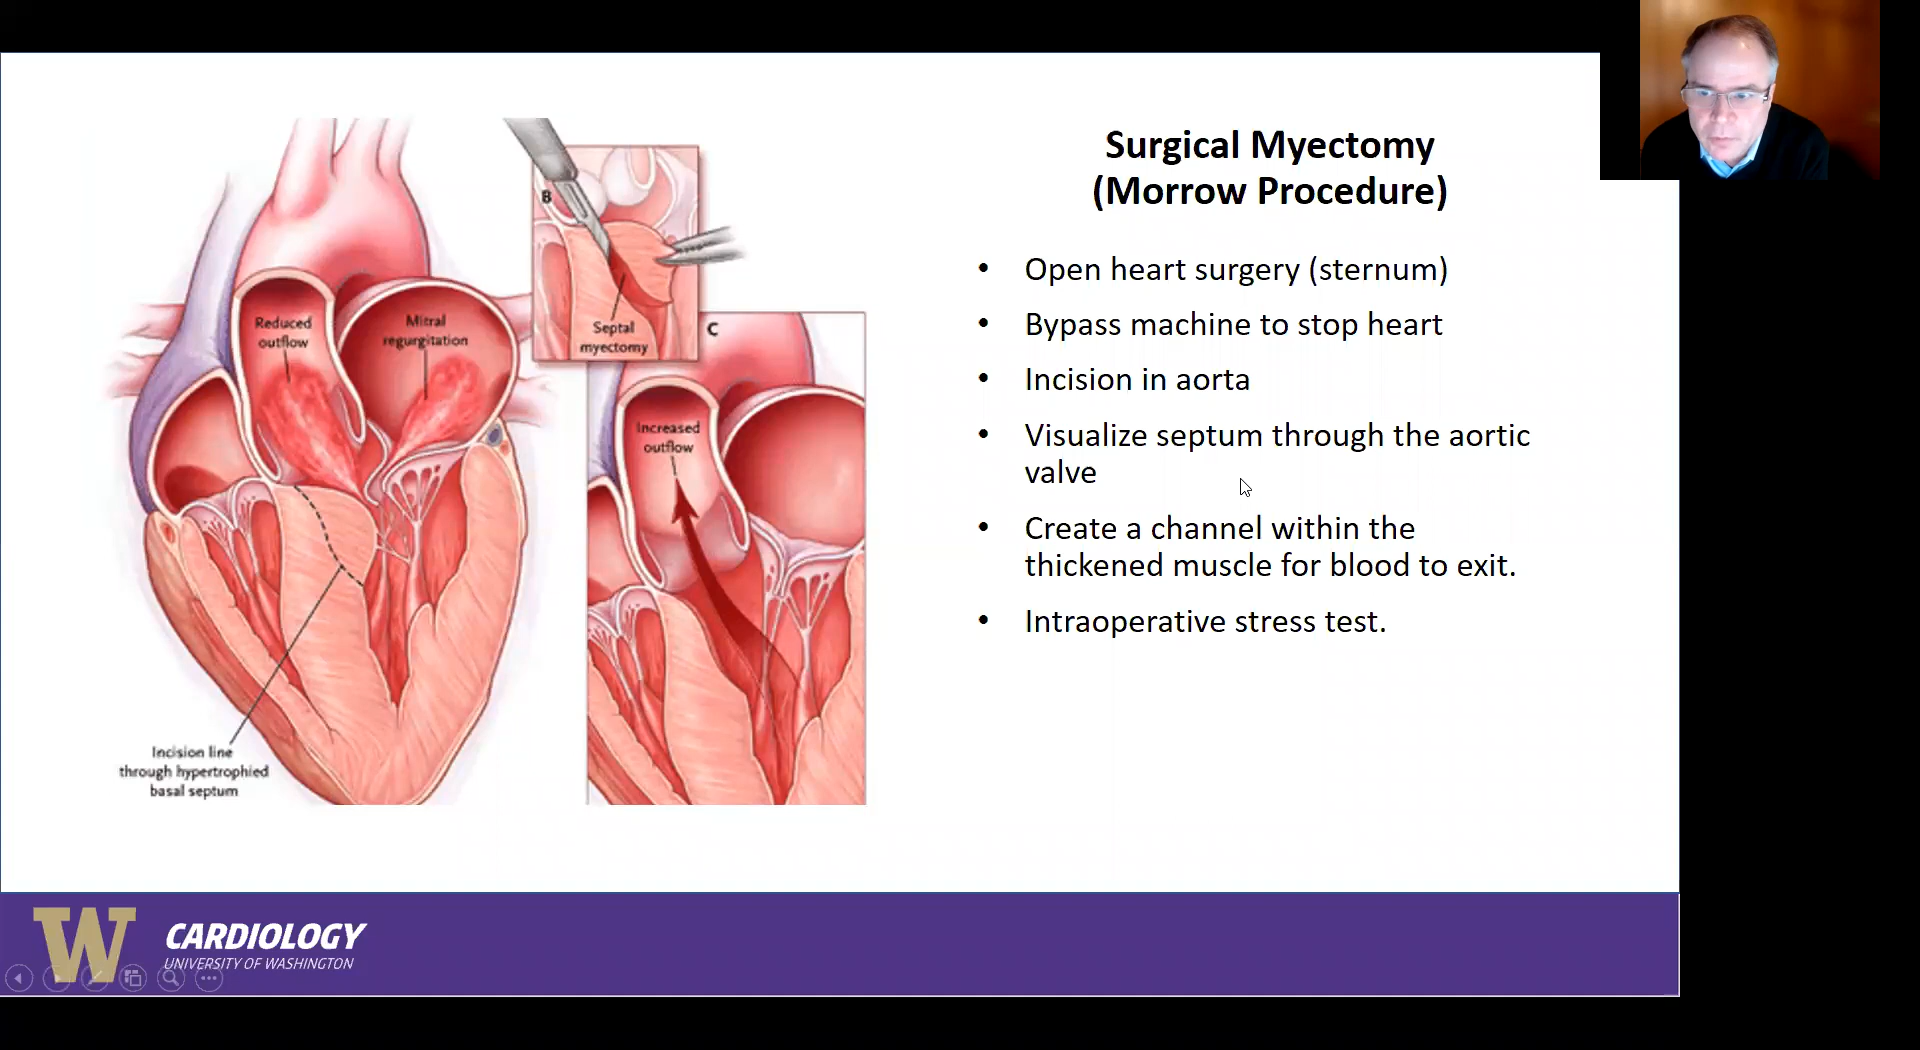 Surgical Myectomy
(Morrow Procedure)
• Open heart surgery (sternum)
• Bypass machine to stop heart
• Incision in aorta
• Visualize septum through the aortic
valve
• Create a channel within the
thickened muscle for blood to exit.
• Intraoperative stress test.
Reduced
outflow
Mitral
regurgitation
Incision line
through hypertrophied
basal septum
B
Septal
myectomy
C
Increased
outflow
W
CARDIOLOGY
UNIVERSITY OF WASHINGTON